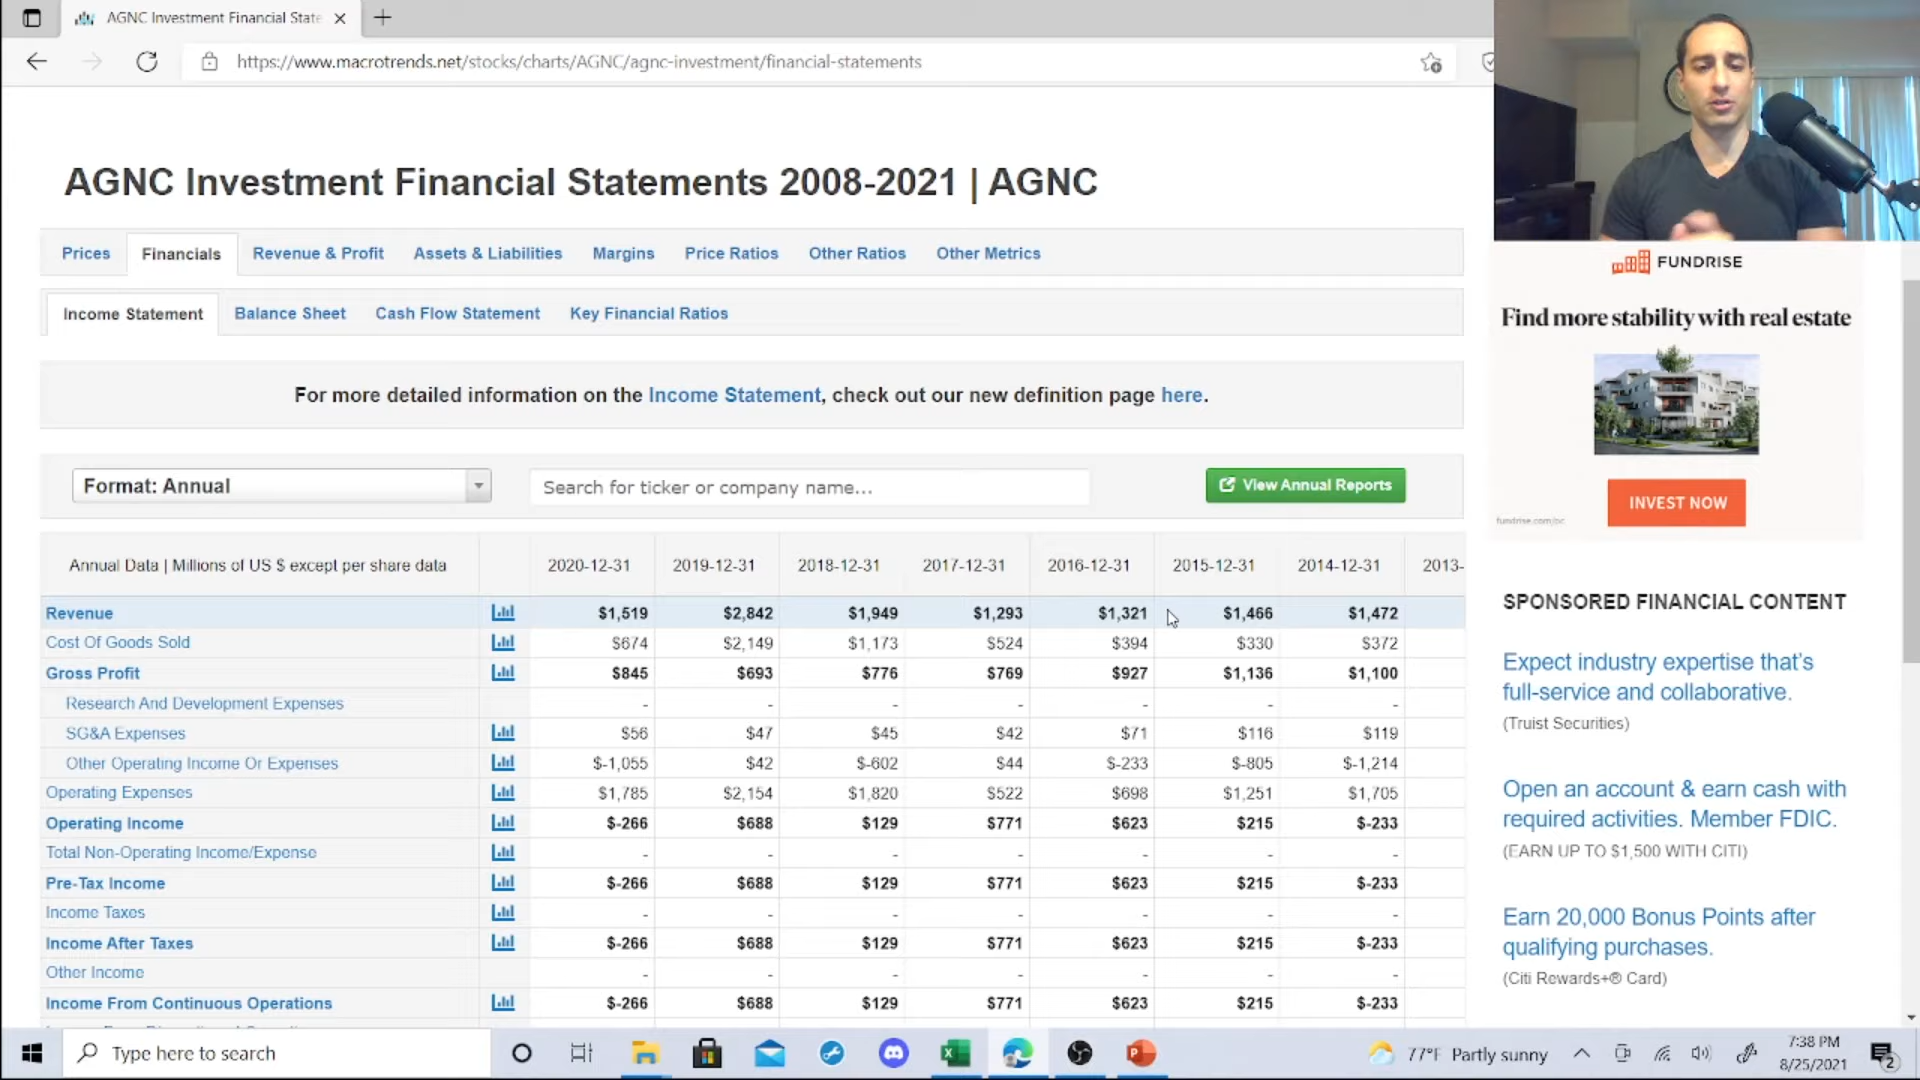 AGNC Investment Financial State
https://www.macrotrends.net/stocks/charts/AGNC/agnc-investment/financial-statements
AGNC Investment Financial Statements 2008-2021 | AGNC
Prices Financials Revenue & Profit Assets & Liabilities Margins Price Ratios Other Ratios Other Metrics
Income Statement Balance Sheet Cash Flow Statement Key Financial Ratios
For more detailed information on the Income Statement, check out our new definition page here.
Format: Annual Search for ticker or company name... View Annual Reports
Annual Data | Millions of US $ except per share data 2020-12-31 2019-12-31 2018-12-31 2017-12-31 2016-12-31 2015-12-31 2014-12-31 2013-
Revenue $1,519 $2,842 $1,949 $1,293 $1,321 $1,466 $1,472
Cost Of Goods Sold $674 $2,149 $1,173 $524 $394 $330 $372
Gross Profit $845 $693 $776 $769 $927 $1,136 $1,100
Research And Development Expenses - - - - - - -
SG&A Expenses $56 $47 $45 $42 $71 $116 $119
Other Operating Income Or Expenses $-1,055 $42 $-602 $44 $-233 $-805 $-1,214
Operating Expenses $1,785 $2,154 $1,820 $522 $698 $1,251 $1,705
Operating Income $-266 $688 $129 $771 $623 $215 $-233
Total Non-Operating Income/Expense - - - - - - -
Pre-Tax Income $-266 $688 $129 $771 $623 $215 $-233
Income Taxes - - - - - - -
Income After Taxes $-266 $688 $129 $771 $623 $215 $-233
Other Income - - - - - - -
Income From Continuous Operations $-266 $688 $129 $771 $623 $215 $-233
FUNDRISE
Find more stability with real estate
INVEST NOW
SPONSORED FINANCIAL CONTENT
Expect industry expertise that's
full-service and collaborative.
(Truist Securities)
Open an account & earn cash with
required activities. Member FDIC.
(EARN UP TO $1,500 WITH CITI)
Earn 20,000 Bonus Points after
qualifying purchases.
(Citi Rewards+® Card)
Type here to search
77°F Partly sunny
7:38 PM
8/25/2021
2